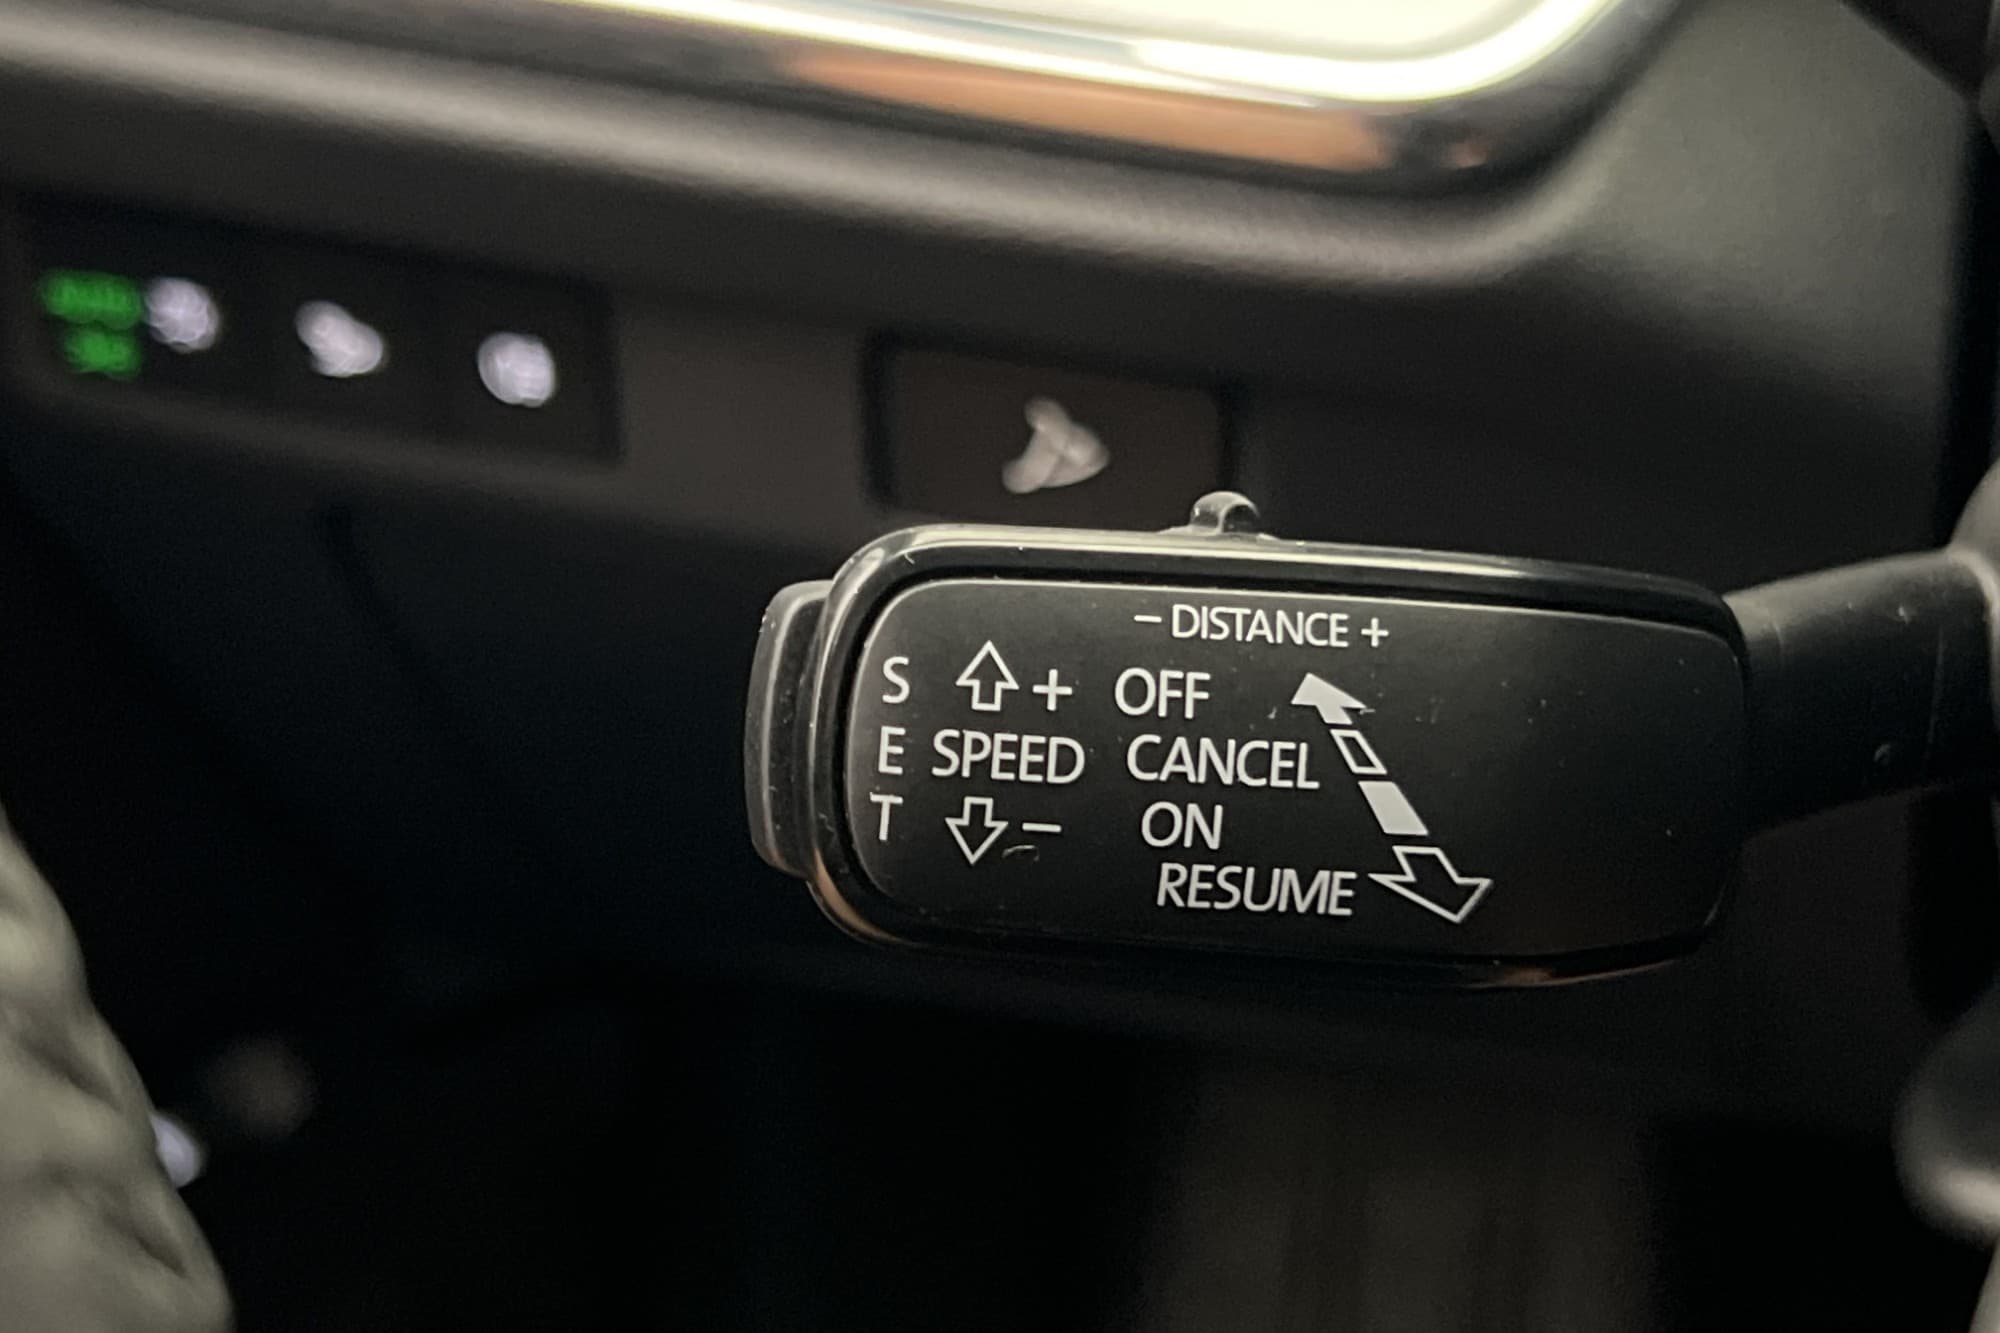 − DISTANCE +
S + OFF
E SPEED CANCEL
T − ON
RESUME